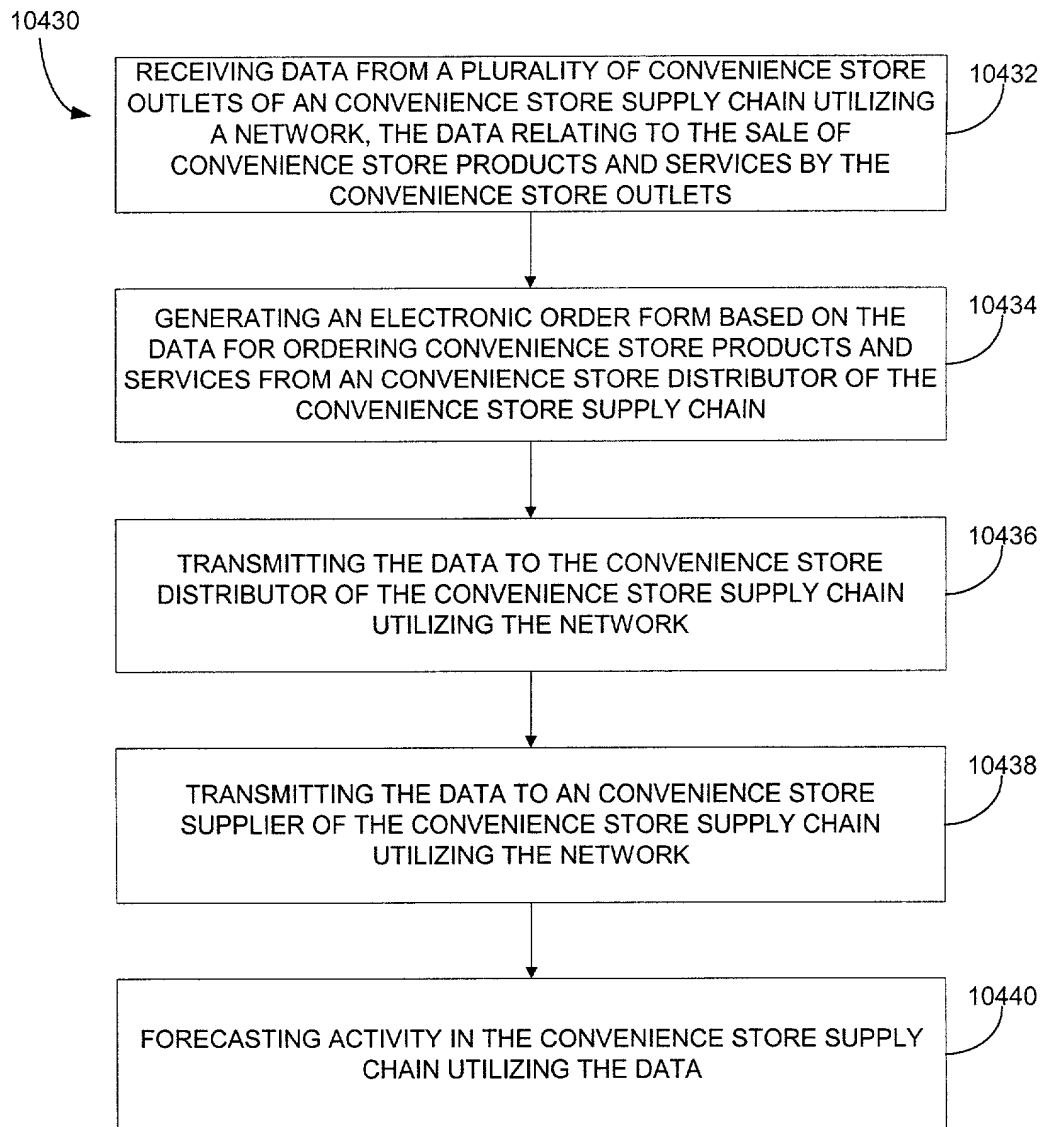 10430
RECEIVING DATA FROM A PLURALITY OF CONVENIENCE STORE
OUTLETS OF AN CONVENIENCE STORE SUPPLY CHAIN UTILIZING
A NETWORK, THE DATA RELATING TO THE SALE OF
CONVENIENCE STORE PRODUCTS AND SERVICES BY THE
CONVENIENCE STORE OUTLETS
10432
GENERATING AN ELECTRONIC ORDER FORM BASED ON THE
DATA FOR ORDERING CONVENIENCE STORE PRODUCTS AND
SERVICES FROM AN CONVENIENCE STORE DISTRIBUTOR OF THE
CONVENIENCE STORE SUPPLY CHAIN
10434
TRANSMITTING THE DATA TO THE CONVENIENCE STORE
DISTRIBUTOR OF THE CONVENIENCE STORE SUPPLY CHAIN
UTILIZING THE NETWORK
10436
TRANSMITTING THE DATA TO AN CONVENIENCE STORE
SUPPLIER OF THE CONVENIENCE STORE SUPPLY CHAIN
UTILIZING THE NETWORK
10438
FORECASTING ACTIVITY IN THE CONVENIENCE STORE SUPPLY
CHAIN UTILIZING THE DATA
10440